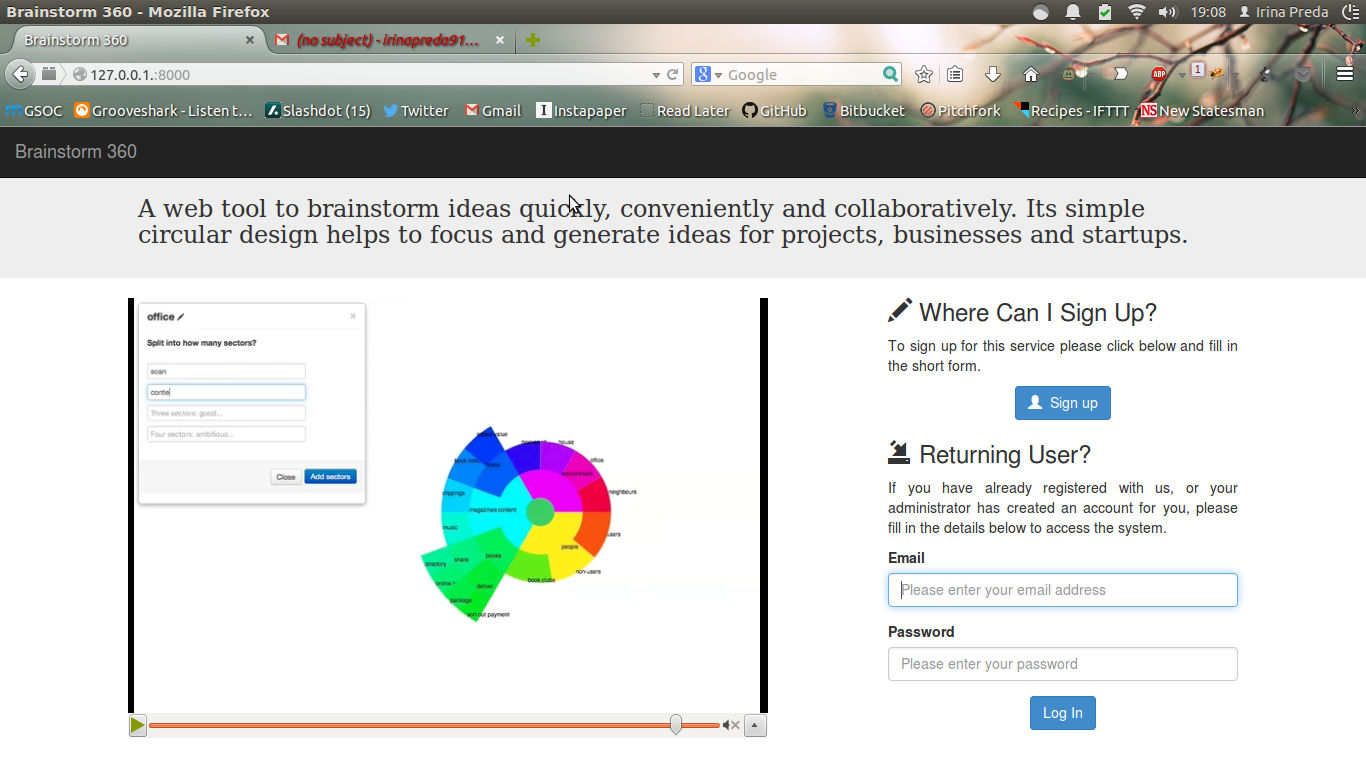 Brainstorm 360 - Mozilla Firefox
19:08 Irina Preda
Brainstorm 360
(no subject) - irinapreda91...
127.0.0.1:8000
Google
ABP
1
GSOC
Grooveshark - Listen t...
Slashdot (15)
Twitter
Gmail
Instapaper
Read Later
GitHub
Bitbucket
Pitchfork
Recipes - IFTTT
New Statesman
Brainstorm 360
A web tool to brainstorm ideas quickly, conveniently and collaboratively. Its simple
circular design helps to focus and generate ideas for projects, businesses and startups.
office
Split into how many sectors?
scan
conte
Three sectors: good...
Four sectors: ambitious...
Close
Add sectors
house
office
environment
neighbours
users
people
non-users
book clubs
clippings
magazines content
music
books
share
directory
deliver
package
sort out payment
Where Can I Sign Up?
To sign up for this service please click below and fill in
the short form.
Sign up
Returning User?
If you have already registered with us, or your
administrator has created an account for you, please
fill in the details below to access the system.
Email
Please enter your email address
Password
Please enter your password
Log In